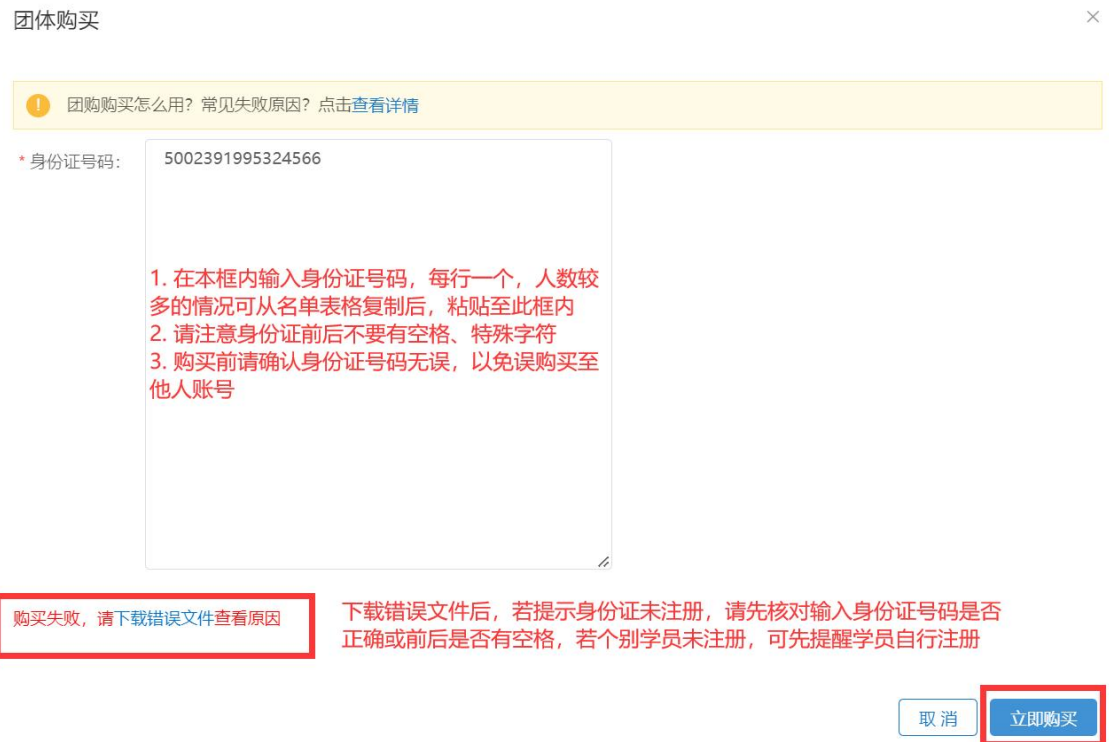 团体购买
团购购买怎么用？常见失败原因？点击查看详情
* 身份证号码：
5002391995324566
1. 在本框内输入身份证号码，每行一个，人数较
多的情况可从名单表格复制后，粘贴至此框内
2. 请注意身份证前后不要有空格、特殊字符
3. 购买前请确认身份证号码无误，以免误购买至
他人账号
购买失败，请下载错误文件查看原因
下载错误文件后，若提示身份证未注册，请先核对输入身份证号码是否
正确或前后是否有空格，若个别学员未注册，可先提醒学员自行注册
取 消
立即购买